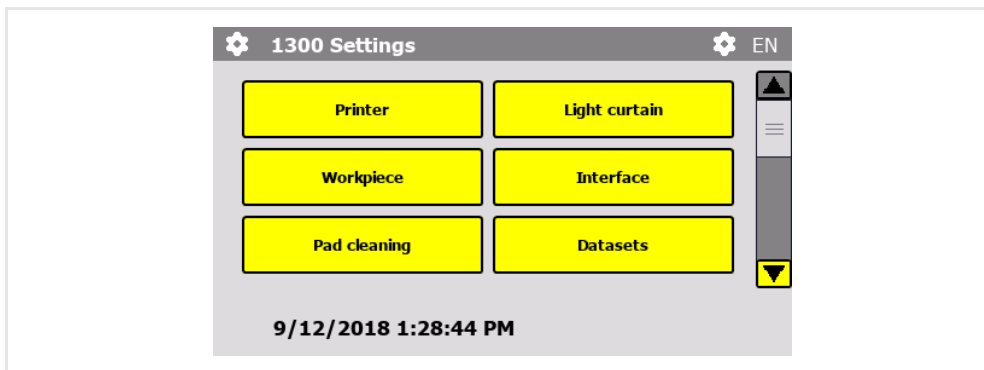 1300 Settings EN
Printer Light curtain
Workpiece Interface
Pad cleaning Datasets
9/12/2018 1:28:44 PM